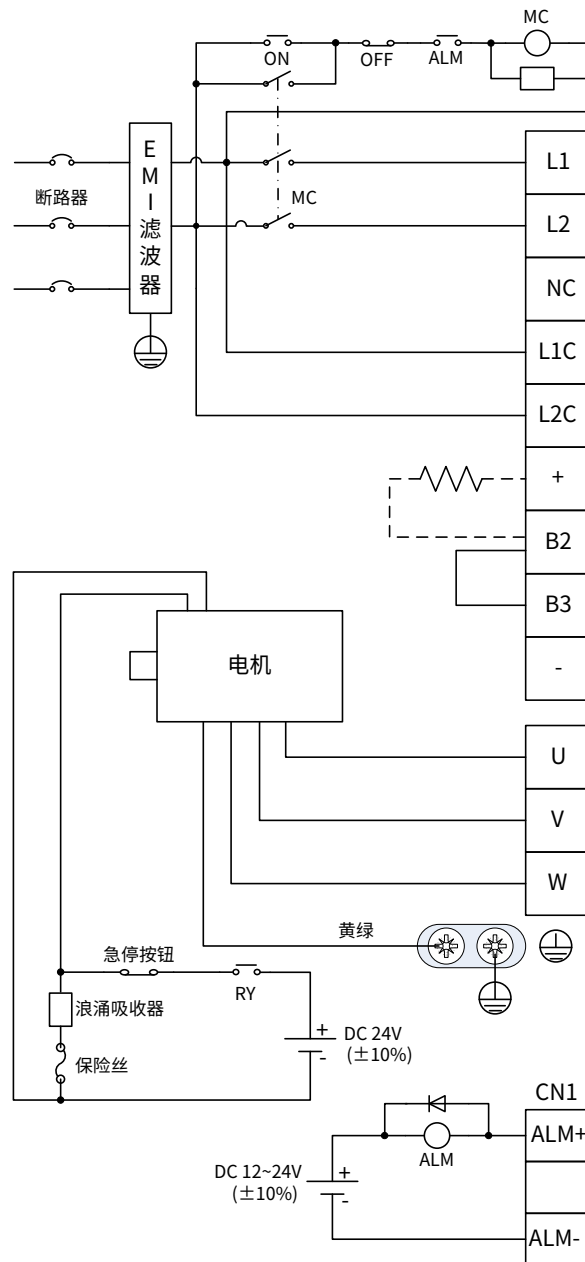 MC
ON
OFF
ALM
E
M
I
滤
波
器
断路器
MC
L1
L2
NC
L1C
L2C
+
B2
B3
-
电机
U
V
W
黄绿
急停按钮
RY
浪涌吸收器
保险丝
+
-
DC 24V
(±10%)
CN1
ALM+
ALM
DC 12~24V
(±10%)
+
-
ALM-